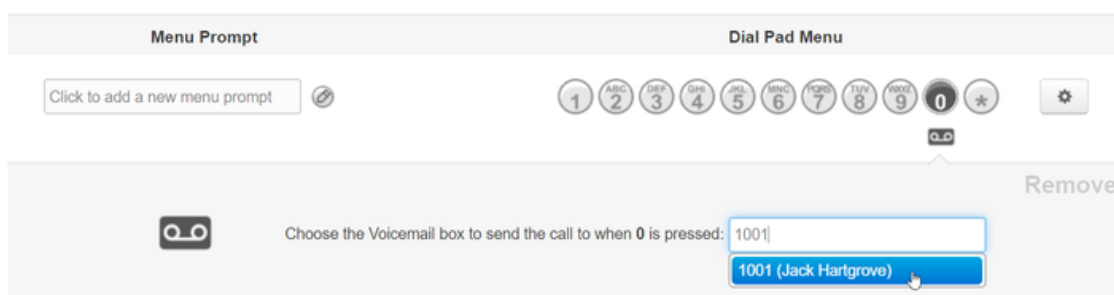 Menu Prompt Dial Pad Menu
Click to add a new menu prompt 1 ABC 2 DEF 3 GHI 4 JKL 5 MNC 6 PQRS 7 TUV 8 WXYZ 9 0 *
Remove
Choose the Voicemail box to send the call to when 0 is pressed: 1001
1001 (Jack Hartgrove)